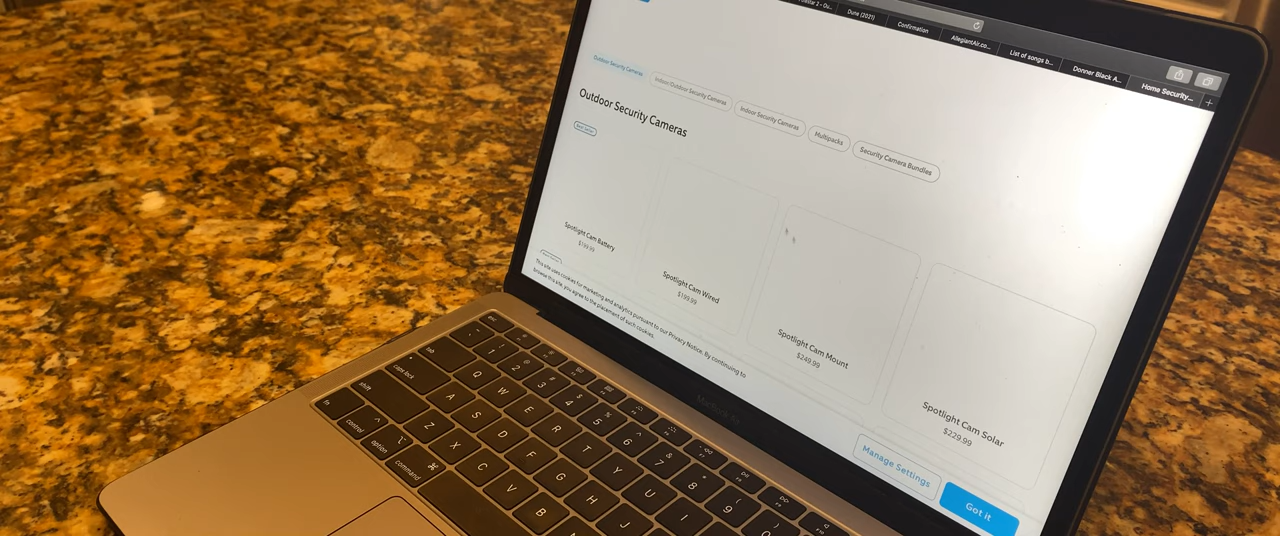 Dune (2021)
Confirmation
AllegiantAir.co...
List of songs b...
Donner Black A...
Home Security...
+
Outdoor Security Cameras
Indoor/Outdoor Security Cameras
Indoor Security Cameras
Multipacks
Security Camera Bundles
Outdoor Security Cameras
Best seller
Spotlight Cam Battery
$199.99
Spotlight Cam Wired
$199.99
Spotlight Cam Mount
$249.99
Spotlight Cam Solar
$229.99
This site uses cookies for marketing and analytics pursuant to our Privacy Notice. By continuing to
browse this site, you agree to the placement of such cookies.
Manage Settings
Got it
MacBook Air
esc
1 2 3 4 5 6 7 8 9 0
tab Q W E R T Y U I O
caps lock A S D F G H J
shift Z X C V B N
fn control option command